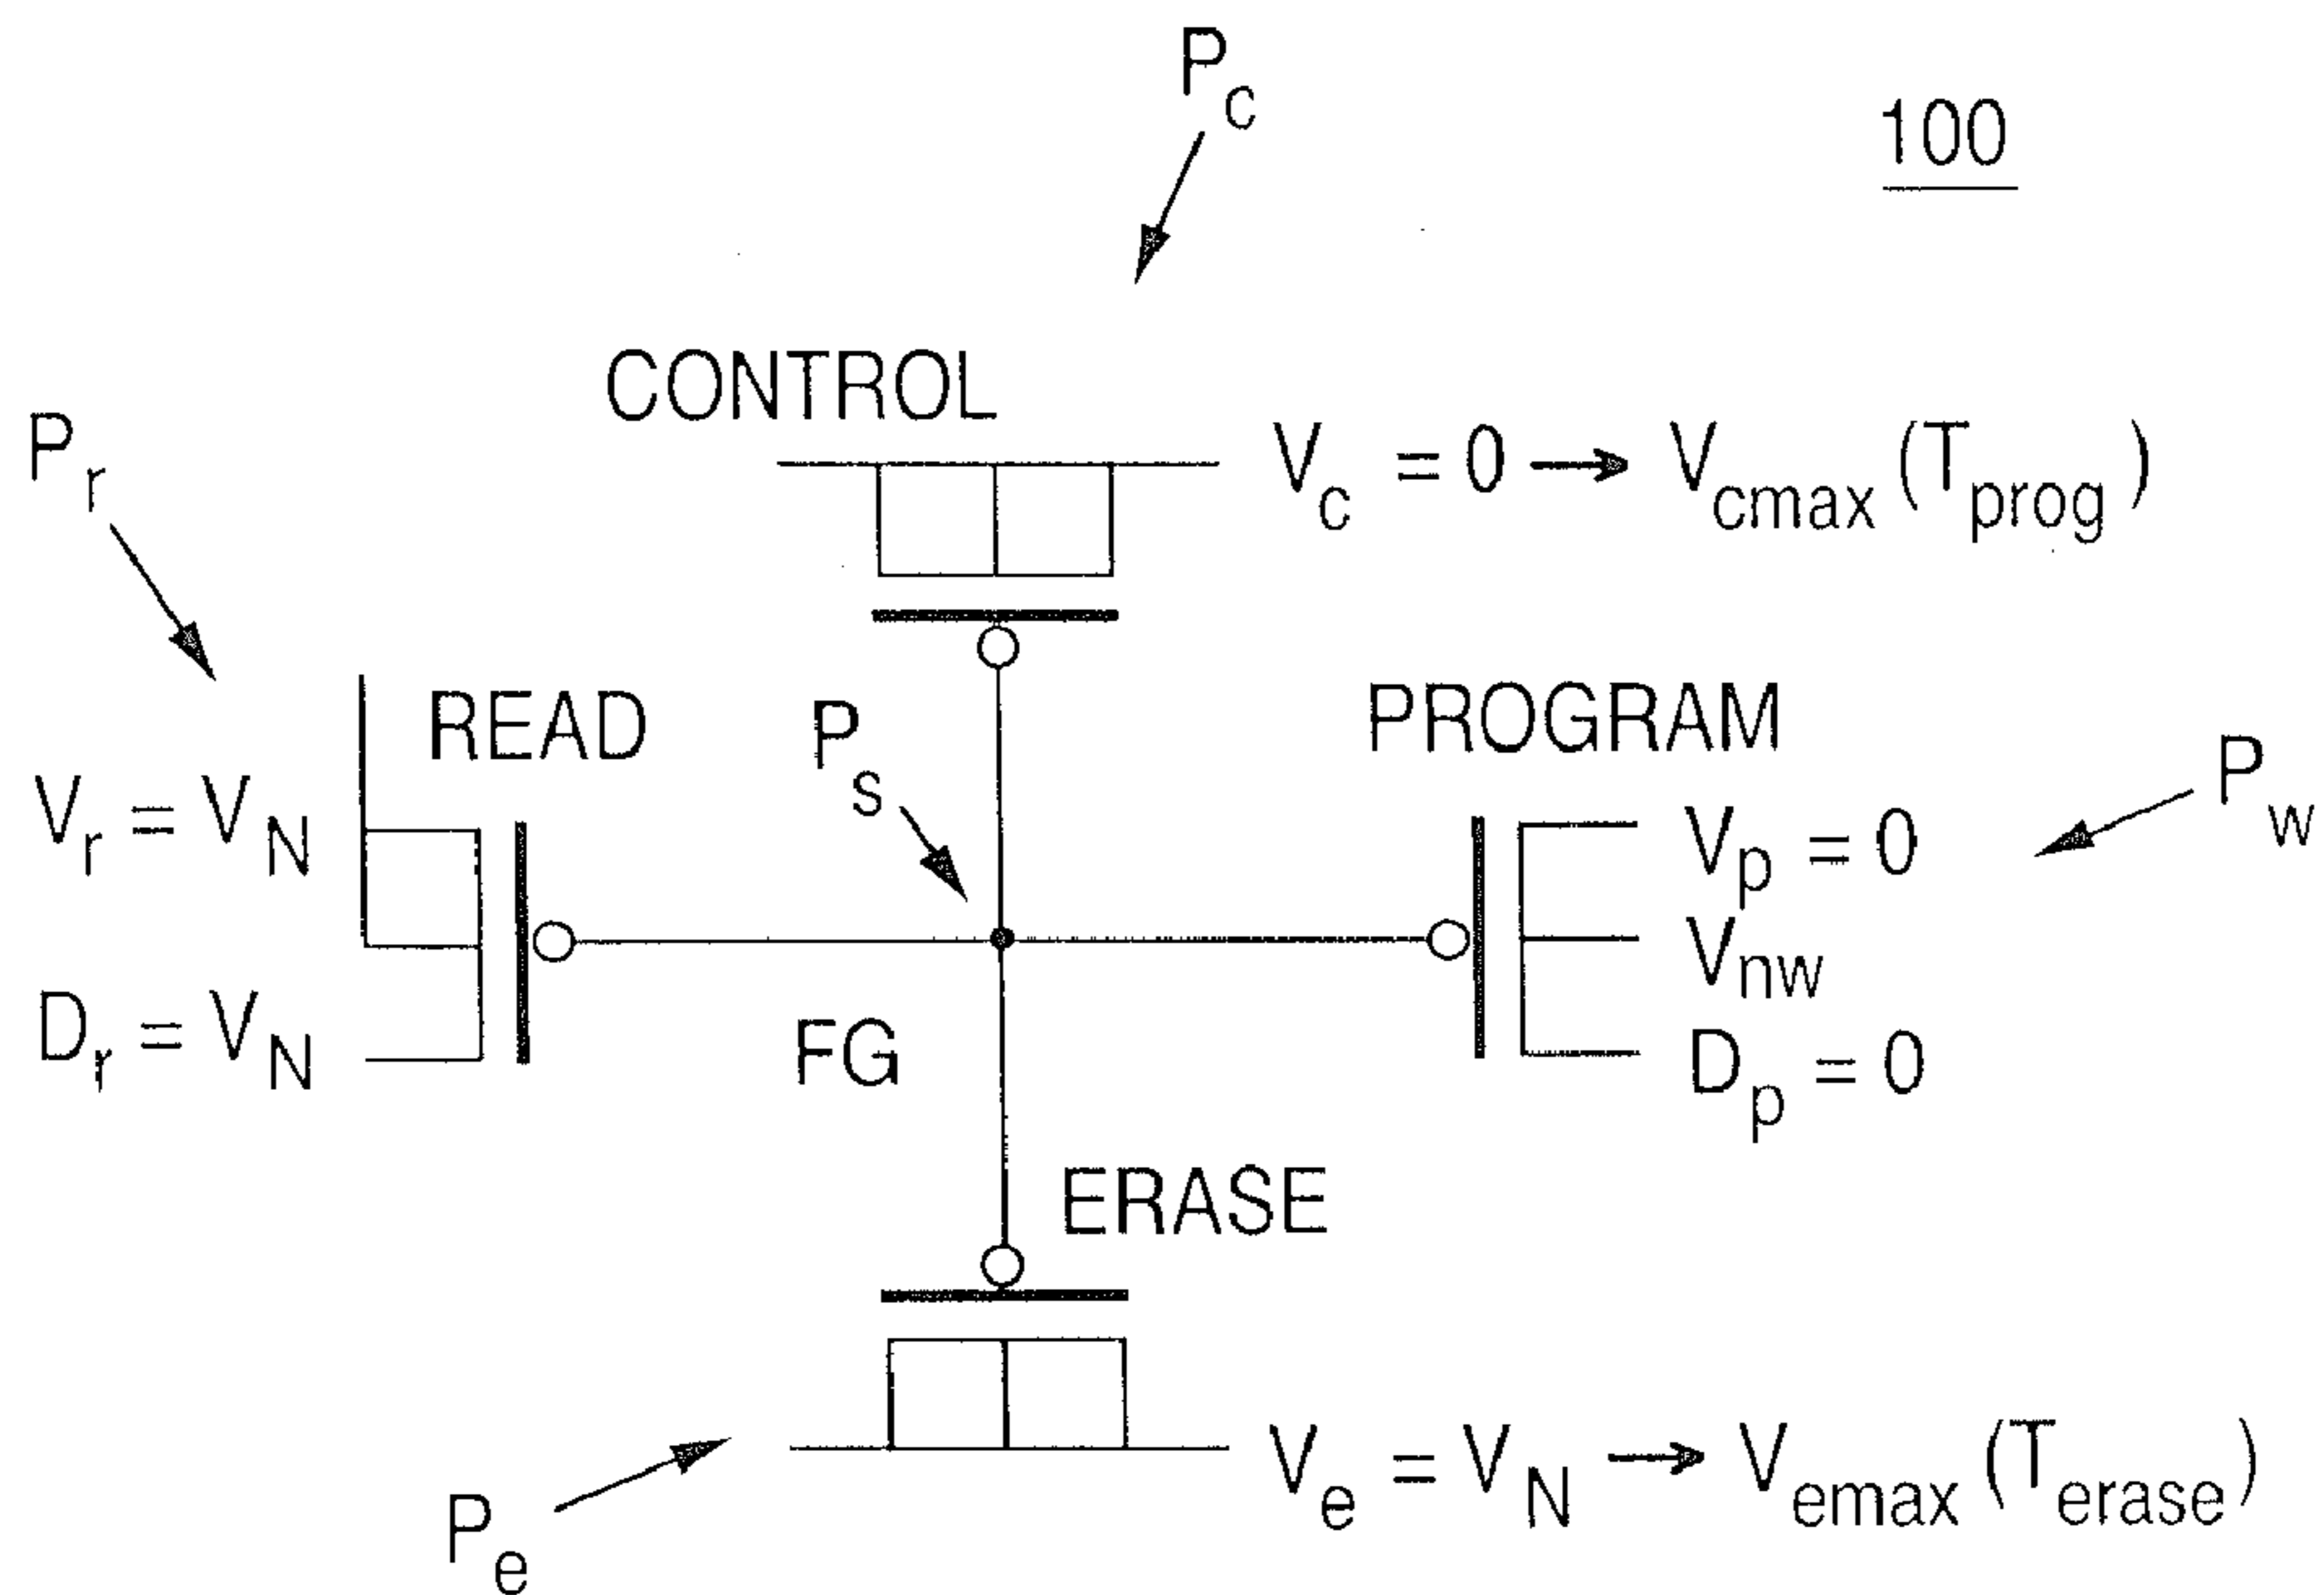 P_c
100
CONTROL
V_c = 0 → V_cmax (T_prog)
P_r
READ
P_s
PROGRAM
P_w
V_r = V_N
V_p = 0
V_nw
D_r = V_N
FG
D_p = 0
ERASE
V_e = V_N → V_emax (T_erase)
P_e